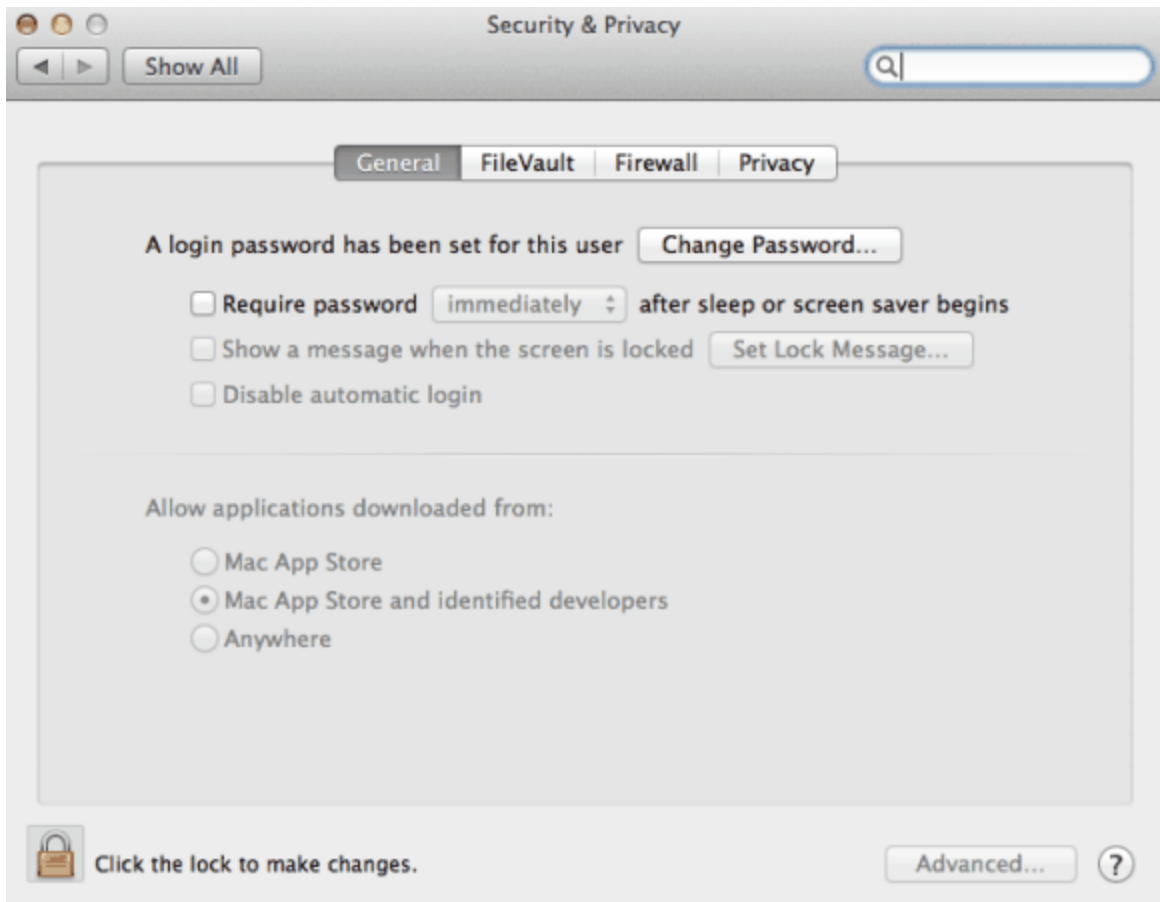 Security & Privacy
Show All
General FileVault Firewall Privacy
A login password has been set for this user Change Password...
Require password immediately after sleep or screen saver begins
Show a message when the screen is locked Set Lock Message...
Disable automatic login
Allow applications downloaded from:
Mac App Store
Mac App Store and identified developers
Anywhere
Click the lock to make changes. Advanced... ?